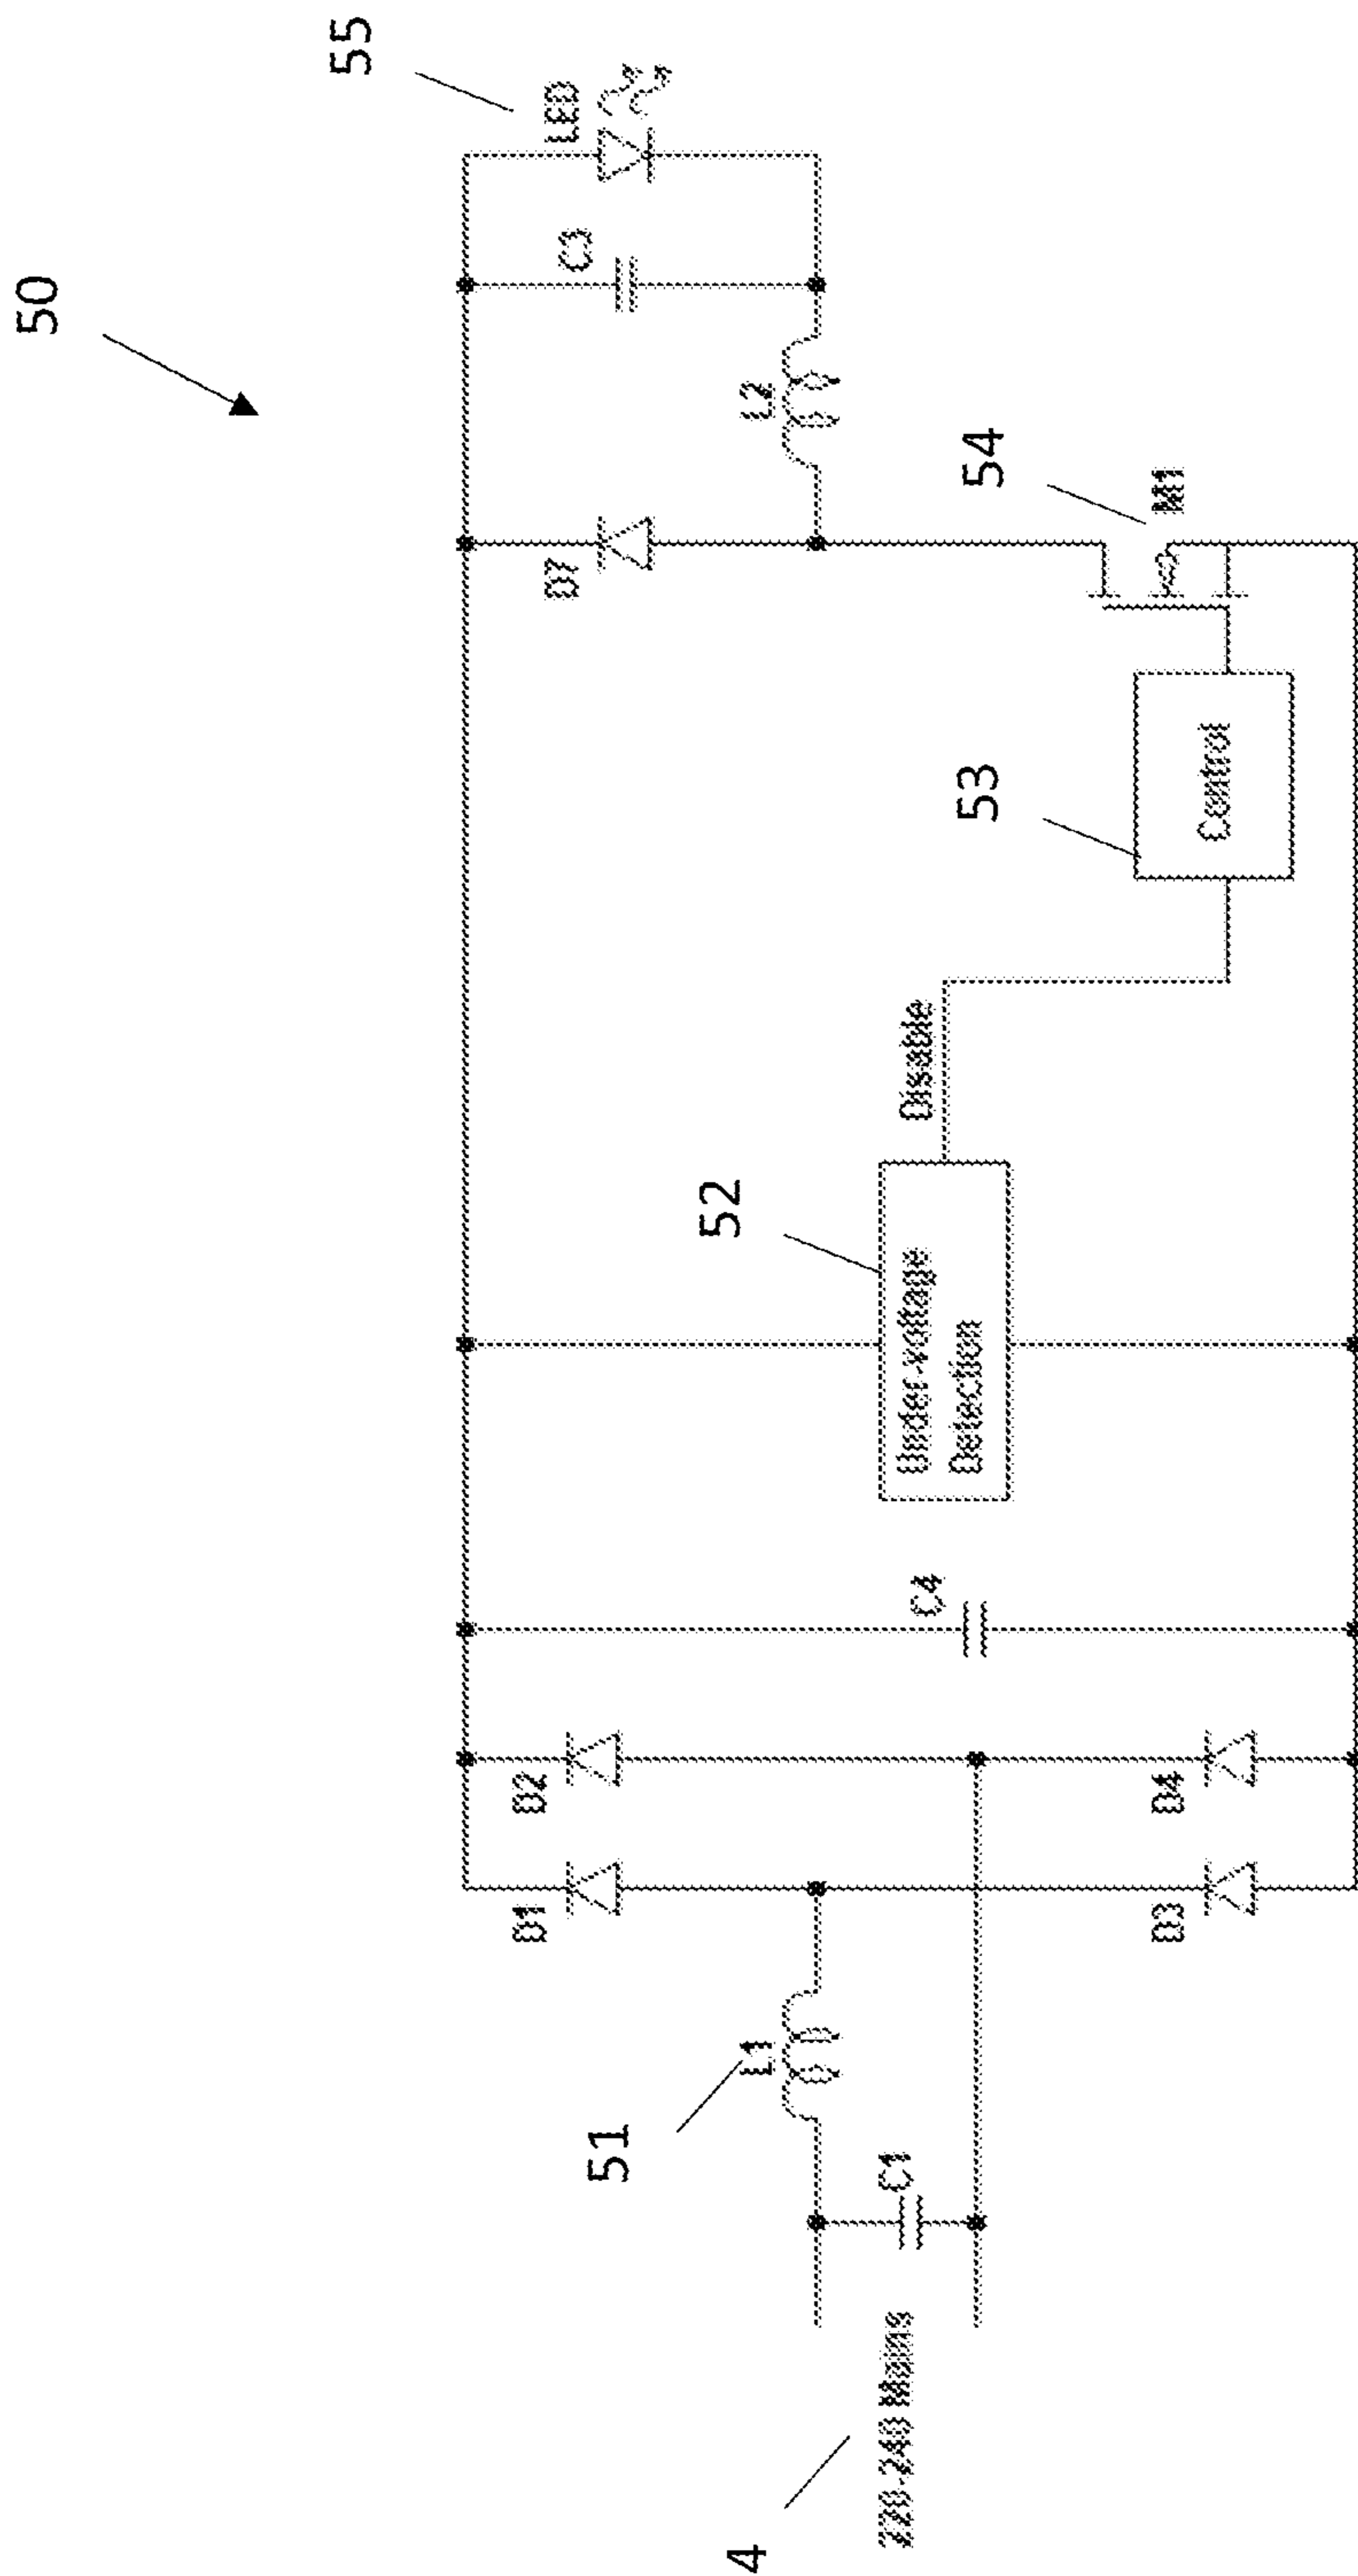 50
55
LED
C3
L2
D7
54
M1
53
Control
Disable
52
Under-voltage
Detection
C4
D2
D1
D4
D3
L1
51
C1
220-240 Mains
4